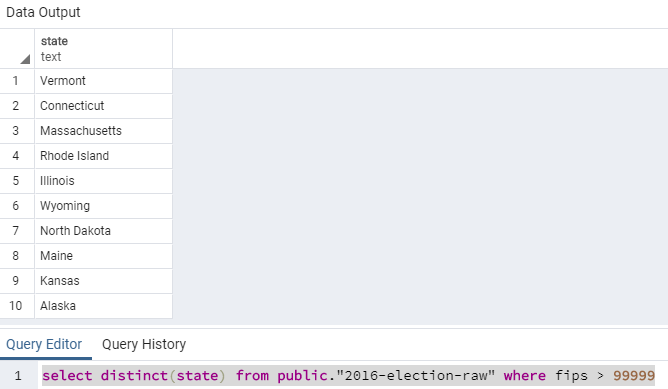 Data Output
state
text
1 Vermont
2 Connecticut
3 Massachusetts
4 Rhode Island
5 Illinois
6 Wyoming
7 North Dakota
8 Maine
9 Kansas
10 Alaska
Query Editor Query History
1 select distinct(state) from public."2016-election-raw" where fips > 99999